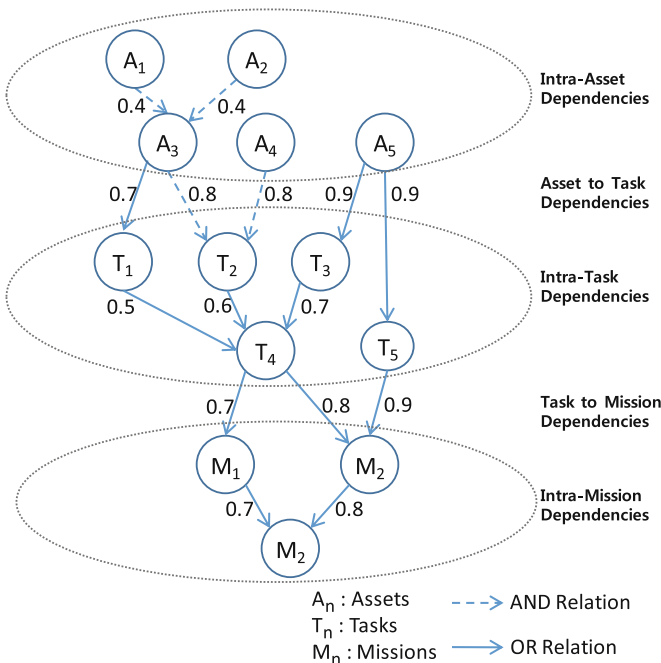 A1 A2
Intra-Asset
Dependencies
0.4 0.4
A3 A4 A5
0.7 0.8 0.8 0.9 0.9
Asset to Task
Dependencies
T1 T2 T3
Intra-Task
Dependencies
0.5 0.6 0.7
T4 T5
0.7 0.8 0.9
Task to Mission
Dependencies
M1 M2
Intra-Mission
Dependencies
0.7 0.8
M2
An : Assets
AND Relation
Tn : Tasks
Mn : Missions
OR Relation